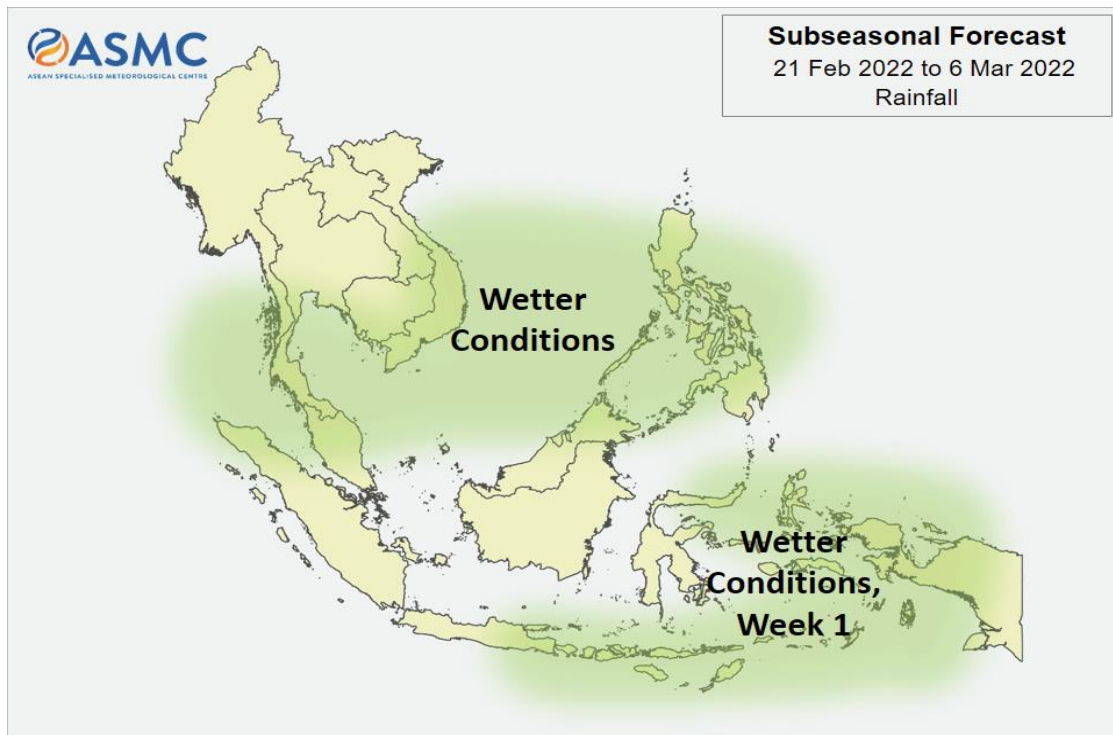 ASMC
ASEAN SPECIALISED METEOROLOGICAL CENTRE
Subseasonal Forecast
21 Feb 2022 to 6 Mar 2022
Rainfall
Wetter
Conditions
Wetter
Conditions,
Week 1